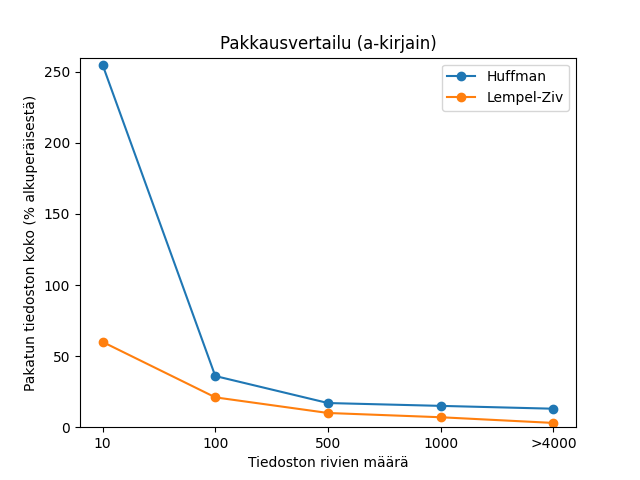 Pakkausvertailu (a-kirjain)
Huffman
Lempel-Ziv
Pakatun tiedoston koko (% alkuperäisestä)
250
200
150
100
50
0
10 100 500 1000 >4000
Tiedoston rivien määrä